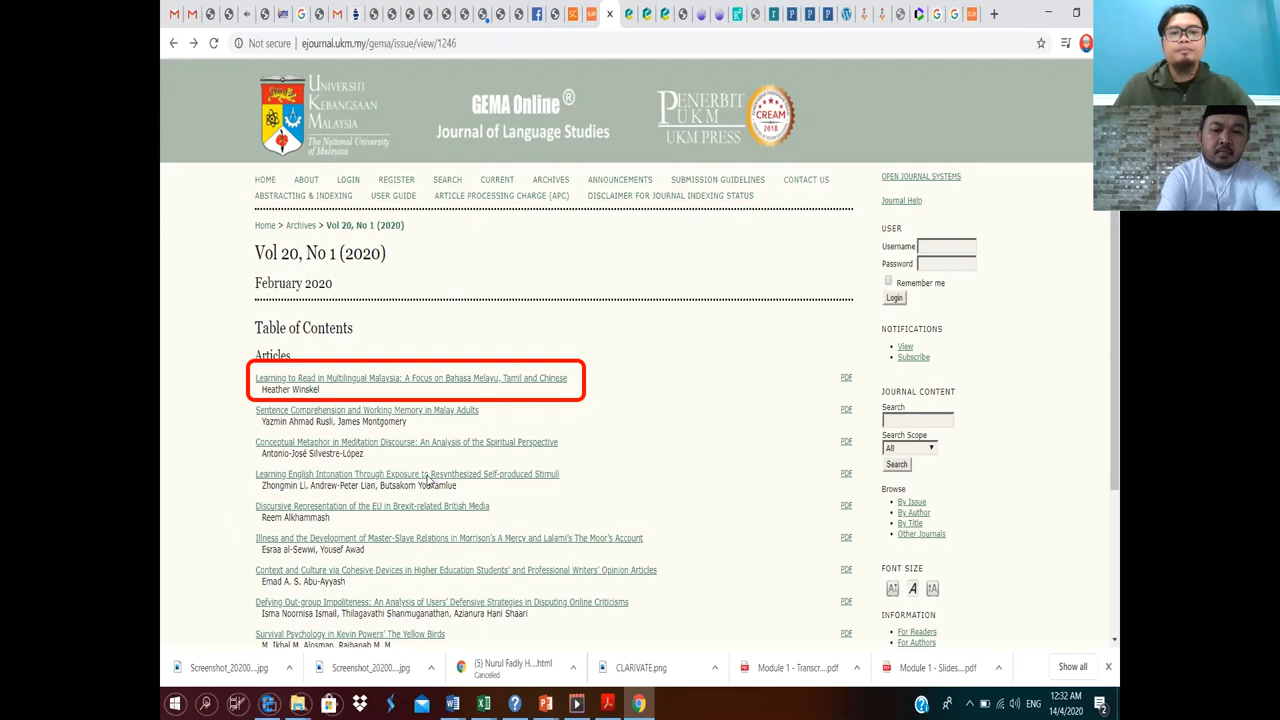 Not secure | ejournal.ukm.my/gema/issue/view/1246
UNIVERSITI
KEBANGSAAN
MALAYSIA
The National University
of Malaysia
GEMA Online®
Journal of Language Studies
PENERBIT
UKM
UKM PRESS
CREAM
2018
HOME ABOUT LOGIN REGISTER SEARCH CURRENT ARCHIVES ANNOUNCEMENTS SUBMISSION GUIDELINES CONTACT US
ABSTRACTING & INDEXING USER GUIDE ARTICLE PROCESSING CHARGE (APC) DISCLAIMER FOR JOURNAL INDEXING STATUS
Home > Archives > Vol 20, No 1 (2020)
Vol 20, No 1 (2020)
February 2020
Table of Contents
Articles
Learning to Read in Multilingual Malaysia: A Focus on Bahasa Melayu, Tamil and Chinese PDF
Heather Winskel
Sentence Comprehension and Working Memory in Malay Adults PDF
Yazmin Ahmad Rusli, James Montgomery
Conceptual Metaphor in Meditation Discourse: An Analysis of the Spiritual Perspective PDF
Antonio-José Silvestre-López
Learning English Intonation Through Exposure to Resynthesized Self-produced Stimuli PDF
Zhongmin Li, Andrew-Peter Lian, Butsakorn
Discursive Representation of the EU in Brexit-related British Media PDF
Reem Alkhammash
Illness and the Development of Master-Slave Relations in Morrison's A Mercy and Lalami's The Moor's Account PDF
Esraa al-Sewwi, Yousef Awad
Context and Culture via Cohesive Devices in Higher Education Students' and Professional Writers' Opinion Articles PDF
Emad A. S. Abu-Ayyash
Defying Out-group Impoliteness: An Analysis of Users' Defensive Strategies in Disputing Online Criticisms PDF
Isma Noornisa Ismail, Thilagavathi Shanmuganathan, Azianura Hani Shaari
Survival Psychology in Kevin Powers' The Yellow Birds PDF
OPEN JOURNAL SYSTEMS
Journal Help
USER
Username
Password
Remember me
Login
NOTIFICATIONS
View
Subscribe
JOURNAL CONTENT
Search
Search Scope
All
Search
Browse
By Issue
By Author
By Title
Other Journals
FONT SIZE
A A A
INFORMATION
For Readers
For Authors
Screenshot_20200....jpg
Screenshot_20200....jpg
(5) Nurul Fadly H....html
Canceled
CLARIVATE.png
Module 1 - Transcr....pdf
Module 1 - Slides....pdf
Show all
ENG
12:32 AM
14/4/2020
2